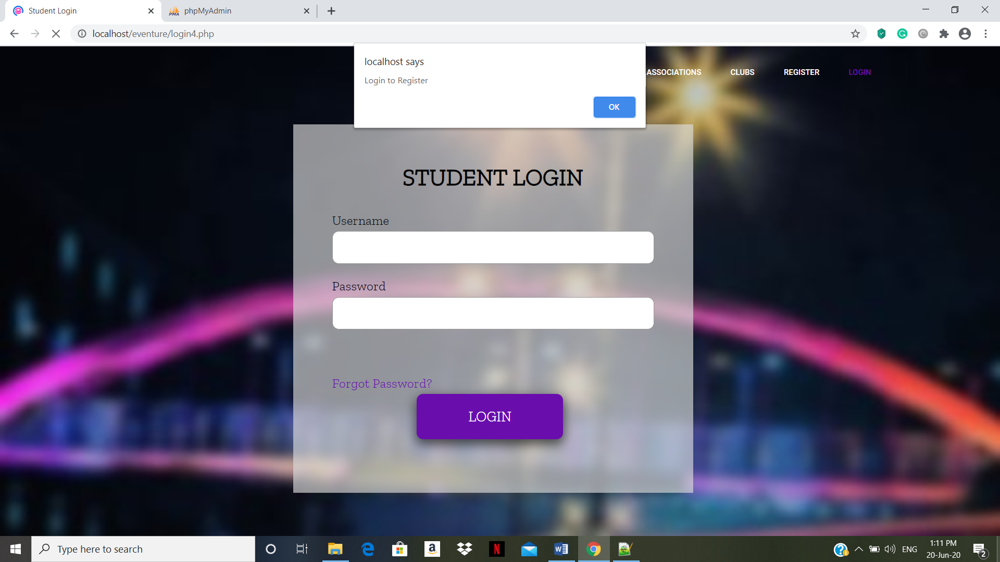 Student Login
phpMyAdmin
localhost/eventure/login4.php
localhost says
Login to Register
OK
ASSOCIATIONS CLUBS REGISTER LOGIN
STUDENT LOGIN
Username
Password
Forgot Password?
LOGIN
Type here to search
ENG
1:11 PM
20-Jun-20
2